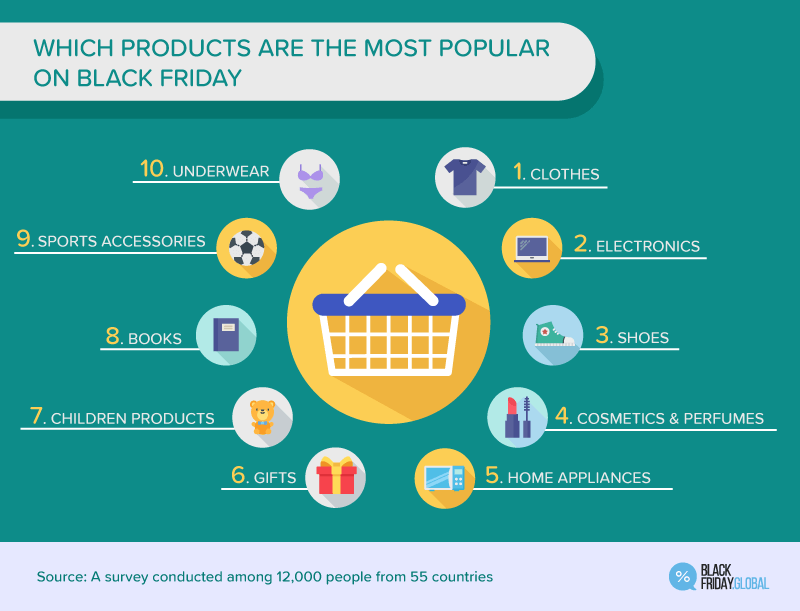 WHICH PRODUCTS ARE THE MOST POPULAR
ON BLACK FRIDAY
1. CLOTHES
2. ELECTRONICS
3. SHOES
4. COSMETICS & PERFUMES
5. HOME APPLIANCES
6. GIFTS
7. CHILDREN PRODUCTS
8. BOOKS
9. SPORTS ACCESSORIES
10. UNDERWEAR
Source: A survey conducted among 12,000 people from 55 countries
%
BLACK
FRIDAY.GLOBAL